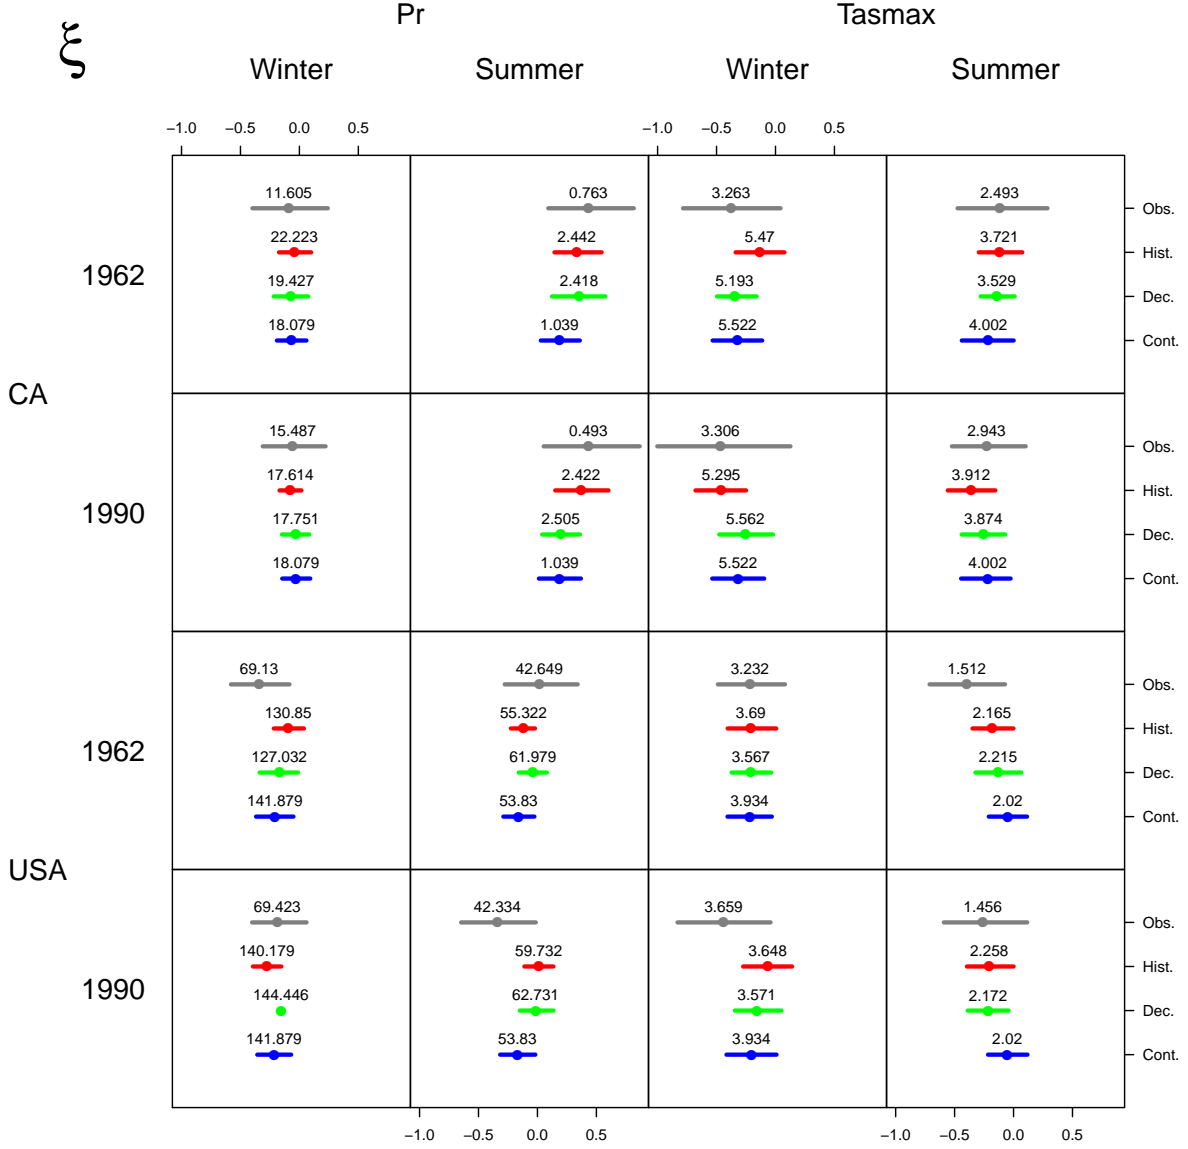 ξ
Pr Tasmax
Winter Summer Winter Summer
−1.0 −0.5 0.0 0.5 −1.0 −0.5 0.0 0.5
CA
1962
11.605 0.763 3.263 2.493 Obs.
22.223 2.442 5.47 3.721 Hist.
19.427 2.418 5.193 3.529 Dec.
18.079 1.039 5.522 4.002 Cont.
1990
15.487 0.493 3.306 2.943 Obs.
17.614 2.422 5.295 3.912 Hist.
17.751 2.505 5.562 3.874 Dec.
18.079 1.039 5.522 4.002 Cont.
USA
1962
69.13 42.649 3.232 1.512 Obs.
130.85 55.322 3.69 2.165 Hist.
127.032 61.979 3.567 2.215 Dec.
141.879 53.83 3.934 2.02 Cont.
1990
69.423 42.334 3.659 1.456 Obs.
140.179 59.732 3.648 2.258 Hist.
144.446 62.731 3.571 2.172 Dec.
141.879 53.83 3.934 2.02 Cont.
−1.0 −0.5 0.0 0.5 −1.0 −0.5 0.0 0.5